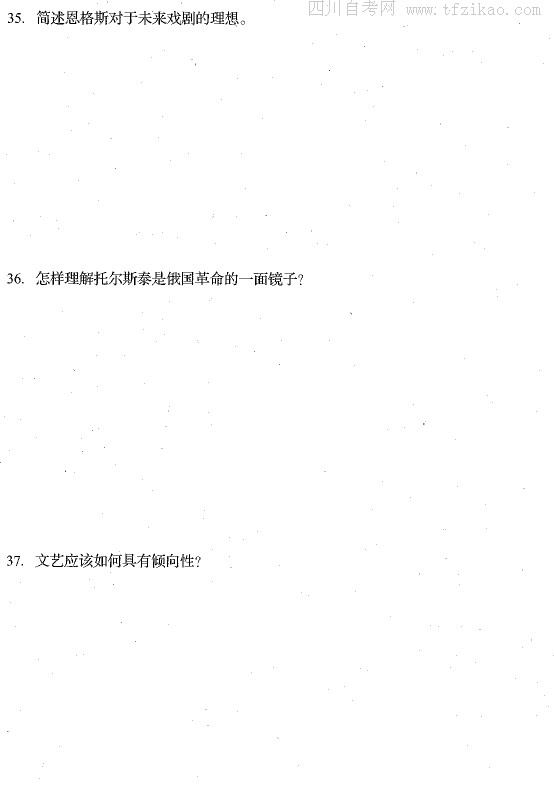 四川自考网
www.tfzikao.com
35. 简述恩格斯对于未来戏剧的理想。
36. 怎样理解托尔斯泰是俄国革命的一面镜子?
37. 文艺应该如何具有倾向性?